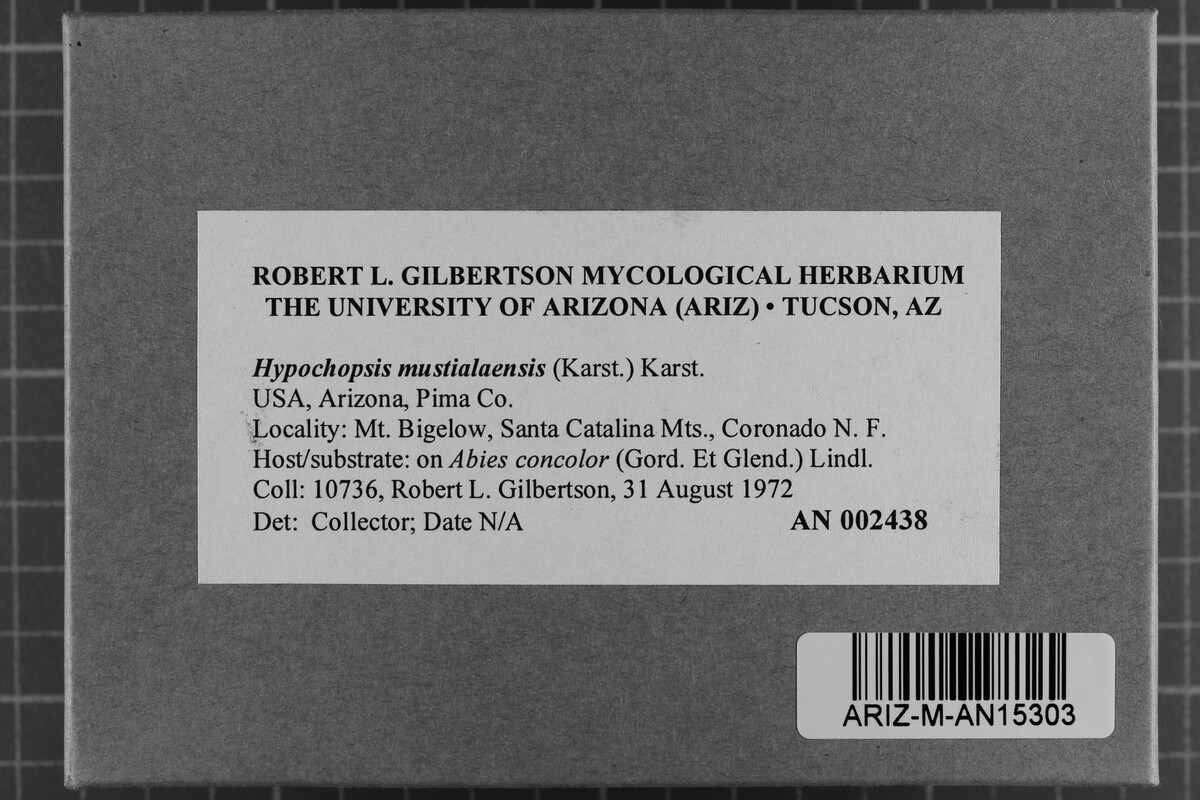 ROBERT L. GILBERTSON MYCOLOGICAL HERBARIUM
THE UNIVERSITY OF ARIZONA (ARIZ) • TUCSON, AZ
Hypochopsis mustialaensis (Karst.) Karst.
USA, Arizona, Pima Co.
Locality: Mt. Bigelow, Santa Catalina Mts., Coronado N. F.
Host/substrate: on Abies concolor (Gord. Et Glend.) Lindl.
Coll: 10736, Robert L. Gilbertson, 31 August 1972
Det: Collector; Date N/A AN 002438
ARIZ-M-AN15303